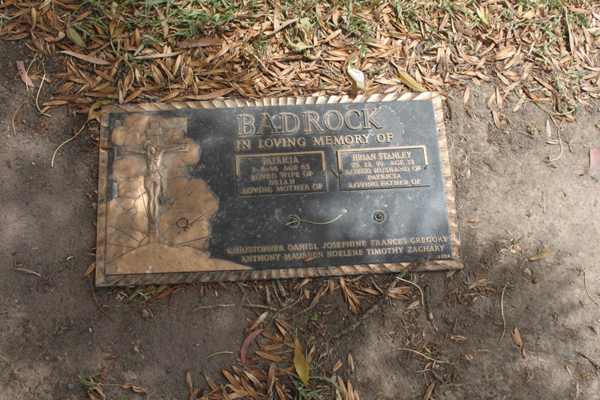 BADROCK
IN LOVING MEMORY OF
PATRICIA
LOVED WIFE OF
BRIAN
LOVING MOTHER OF
BRIAN STANLEY
LOVED HUSBAND OF
PATRICIA
LOVING FATHER OF
CHRISTOPHER DANIEL JOSEPHINE FRANCES GREGORY
ANTHONY MAUREEN NOELENE TIMOTHY ZACHARY